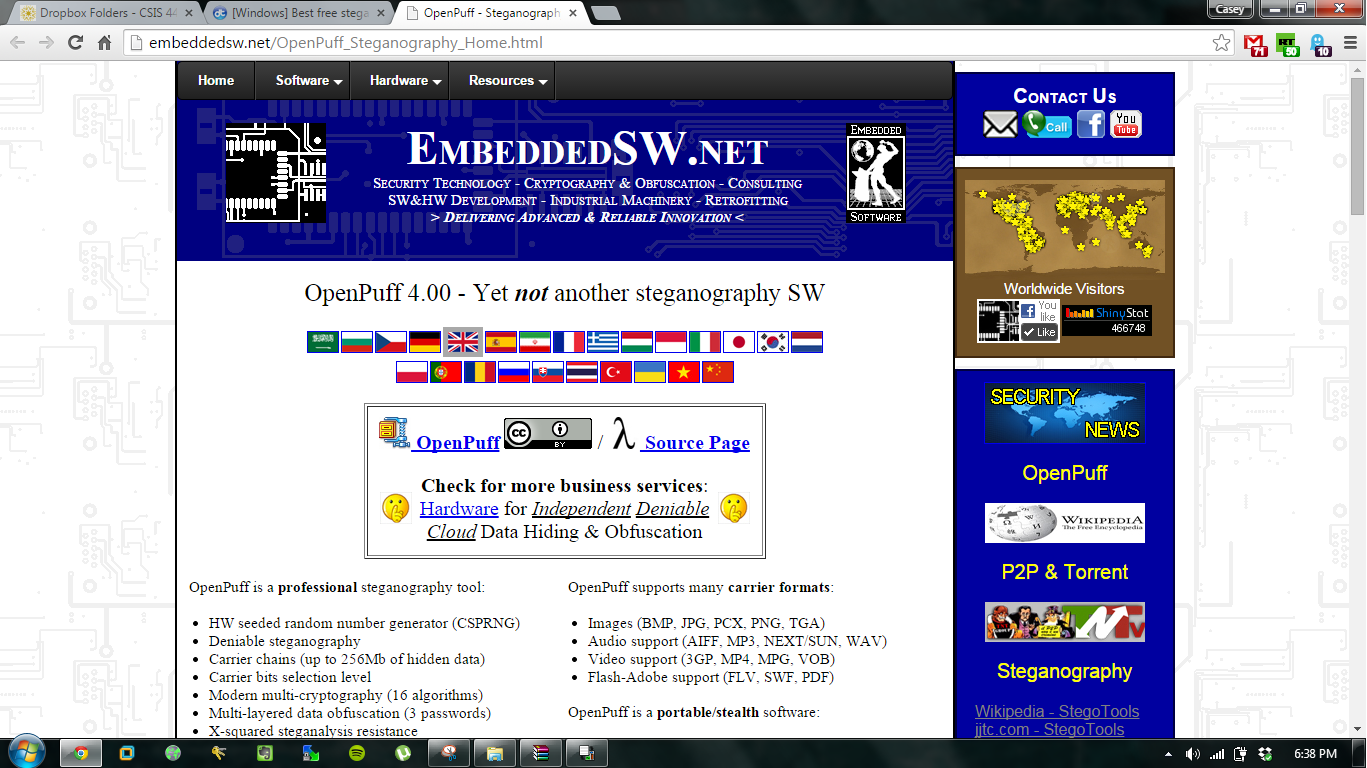 Dropbox Folders - CSIS 44
[Windows] Best free stega
OpenPuff - Steganograph
Casey
embeddedsw.net/OpenPuff_Steganography_Home.html
71
50
10
Home
Software
Hardware
Resources
EmbeddedSW.net
Security Technology - Cryptography & Obfuscation - Consulting
SW&HW Development - Industrial Machinery - Retrofitting
> Delivering Advanced & Reliable Innovation <
Embedded
Software
OpenPuff 4.00 - Yet not another steganography SW
OpenPuff
cc
BY
/ λ Source Page
Check for more business services:
Hardware for Independent Deniable
Cloud Data Hiding & Obfuscation
OpenPuff is a professional steganography tool:
HW seeded random number generator (CSPRNG)
Deniable steganography
Carrier chains (up to 256Mb of hidden data)
Carrier bits selection level
Modern multi-cryptography (16 algorithms)
Multi-layered data obfuscation (3 passwords)
X-squared steganalysis resistance
OpenPuff supports many carrier formats:
Images (BMP, JPG, PCX, PNG, TGA)
Audio support (AIFF, MP3, NEXT/SUN, WAV)
Video support (3GP, MP4, MPG, VOB)
Flash-Adobe support (FLV, SWF, PDF)
OpenPuff is a portable/stealth software:
Contact Us
Call
You
Tube
Worldwide Visitors
You
like
Like
ShinyStat
466748
SECURITY
NEWS
OpenPuff
WIKIPEDIA
The Free Encyclopedia
P2P & Torrent
tv
Steganography
Wikipedia - StegoTools
jjtc.com - StegoTools
6:38 PM